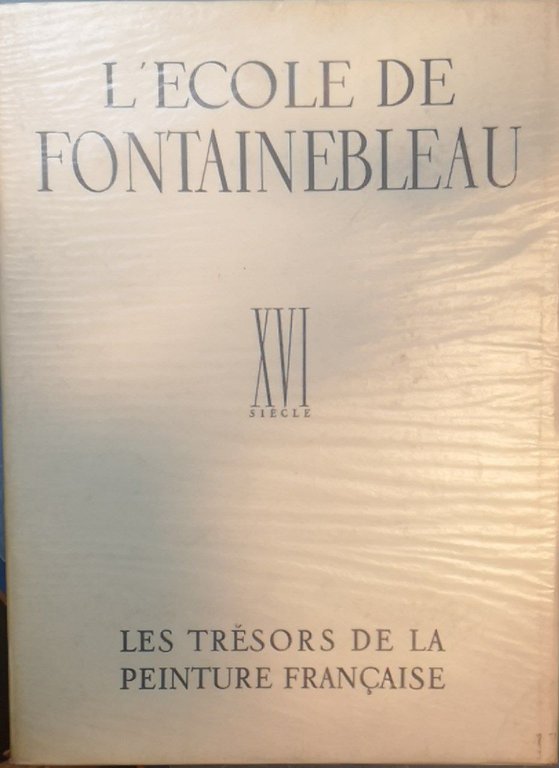 L'ECOLE DE
FONTAINEBLEAU
XVI
SIÈCLE
LES TRÉSORS DE LA
PEINTURE FRANÇAISE